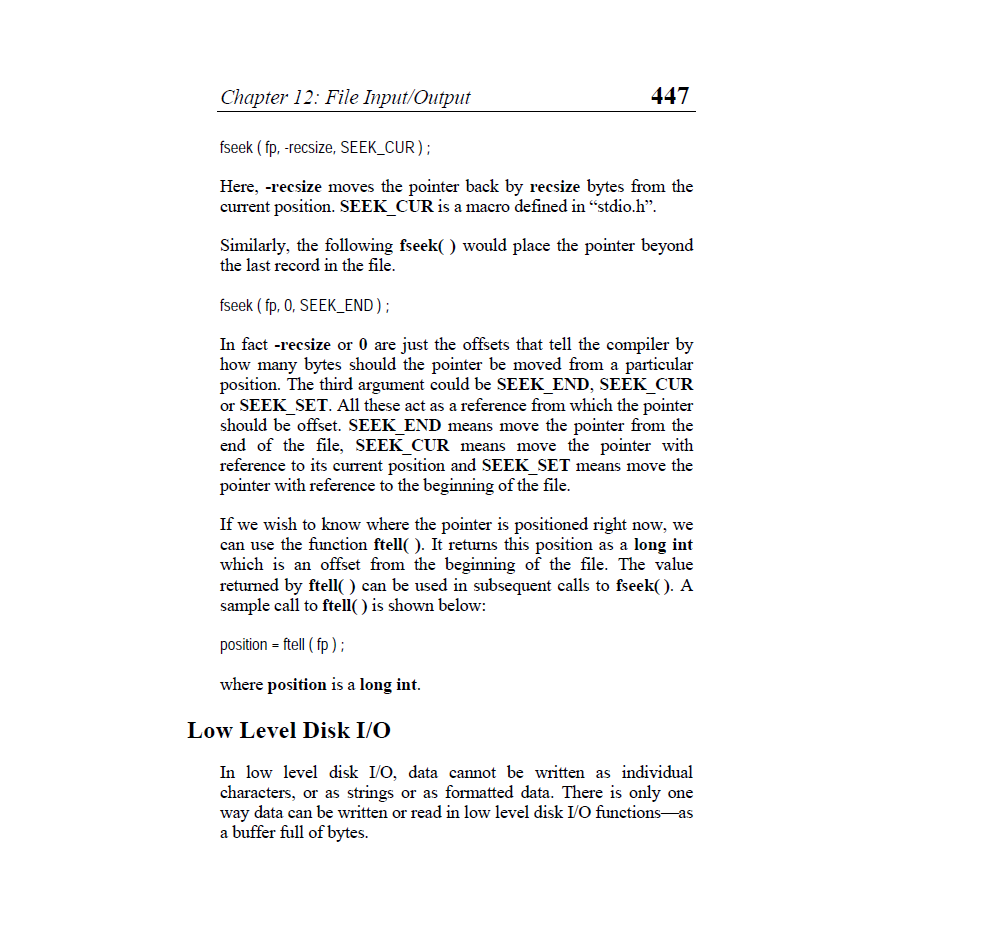 Chapter 12: File Input/Output 447
fseek ( fp, -recsize, SEEK_CUR ) ;
Here, -recsize moves the pointer back by recsize bytes from the
current position. SEEK_CUR is a macro defined in “stdio.h”.
Similarly, the following fseek( ) would place the pointer beyond
the last record in the file.
fseek ( fp, 0, SEEK_END ) ;
In fact -recsize or 0 are just the offsets that tell the compiler by
how many bytes should the pointer be moved from a particular
position. The third argument could be SEEK_END, SEEK_CUR
or SEEK_SET. All these act as a reference from which the pointer
should be offset. SEEK_END means move the pointer from the
end of the file, SEEK_CUR means move the pointer with
reference to its current position and SEEK_SET means move the
pointer with reference to the beginning of the file.
If we wish to know where the pointer is positioned right now, we
can use the function ftell( ). It returns this position as a long int
which is an offset from the beginning of the file. The value
returned by ftell( ) can be used in subsequent calls to fseek( ). A
sample call to ftell( ) is shown below:
position = ftell ( fp ) ;
where position is a long int.
Low Level Disk I/O
In low level disk I/O, data cannot be written as individual
characters, or as strings or as formatted data. There is only one
way data can be written or read in low level disk I/O functions—as
a buffer full of bytes.